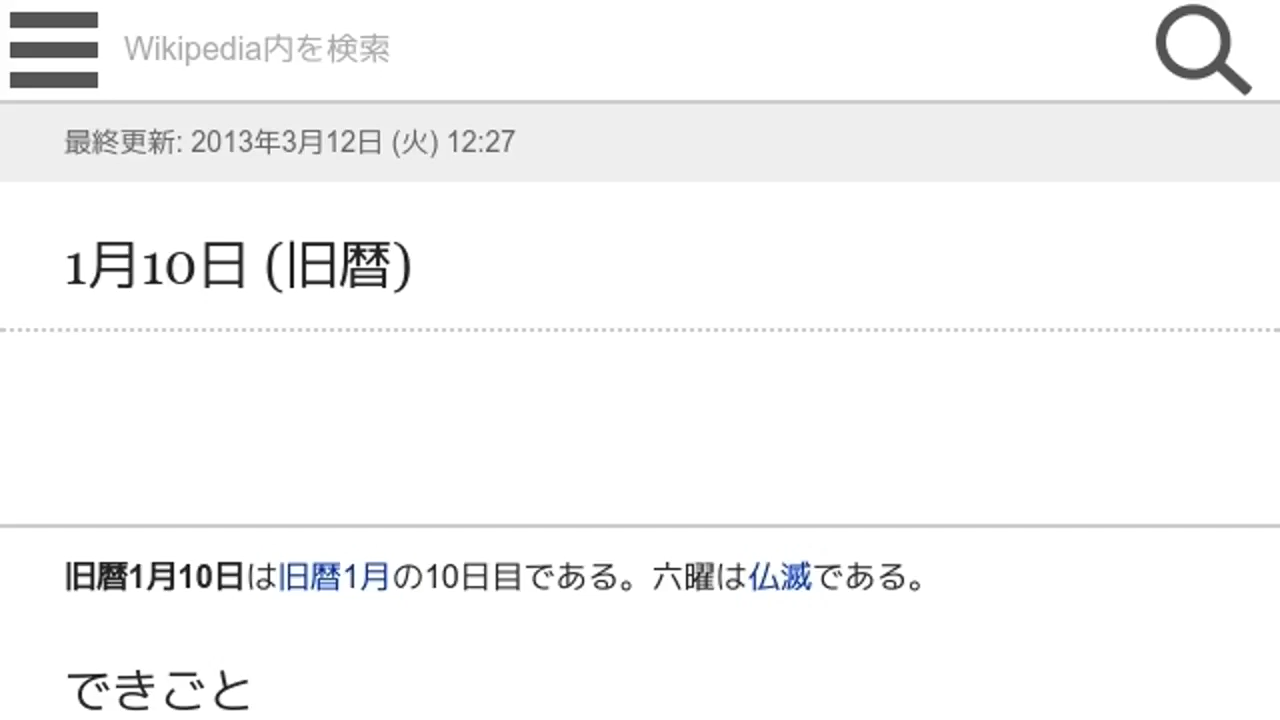 Wikipedia内を検索
最終更新: 2013年3月12日 (火) 12:27
1月10日 (旧暦)
旧暦1月10日は旧暦1月の10日目である。六曜は仏滅である。
できごと